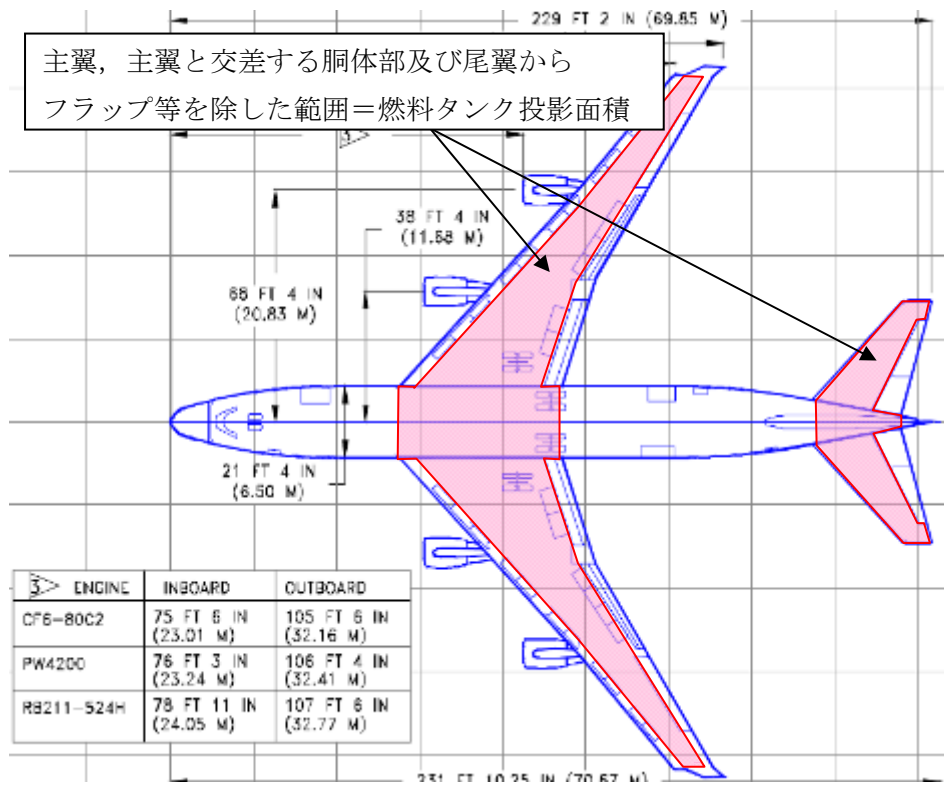 229 FT 2 IN (69.85 M)
主翼，主翼と交差する胴体部及び尾翼から
フラップ等を除した範囲＝燃料タンク投影面積
3
38 FT 4 IN
(11.68 M)
68 FT 4 IN
(20.83 M)
21 FT 4 IN
(6.50 M)
3 ENGINE INBOARD OUTBOARD
CF6-80C2 75 FT 6 IN (23.01 M) 105 FT 6 IN (32.16 M)
PW4200 76 FT 3 IN (23.24 M) 106 FT 4 IN (32.41 M)
RB211-524H 78 FT 11 IN (24.05 M) 107 FT 6 IN (32.77 M)
231 FT 10.25 IN (70.67 M)